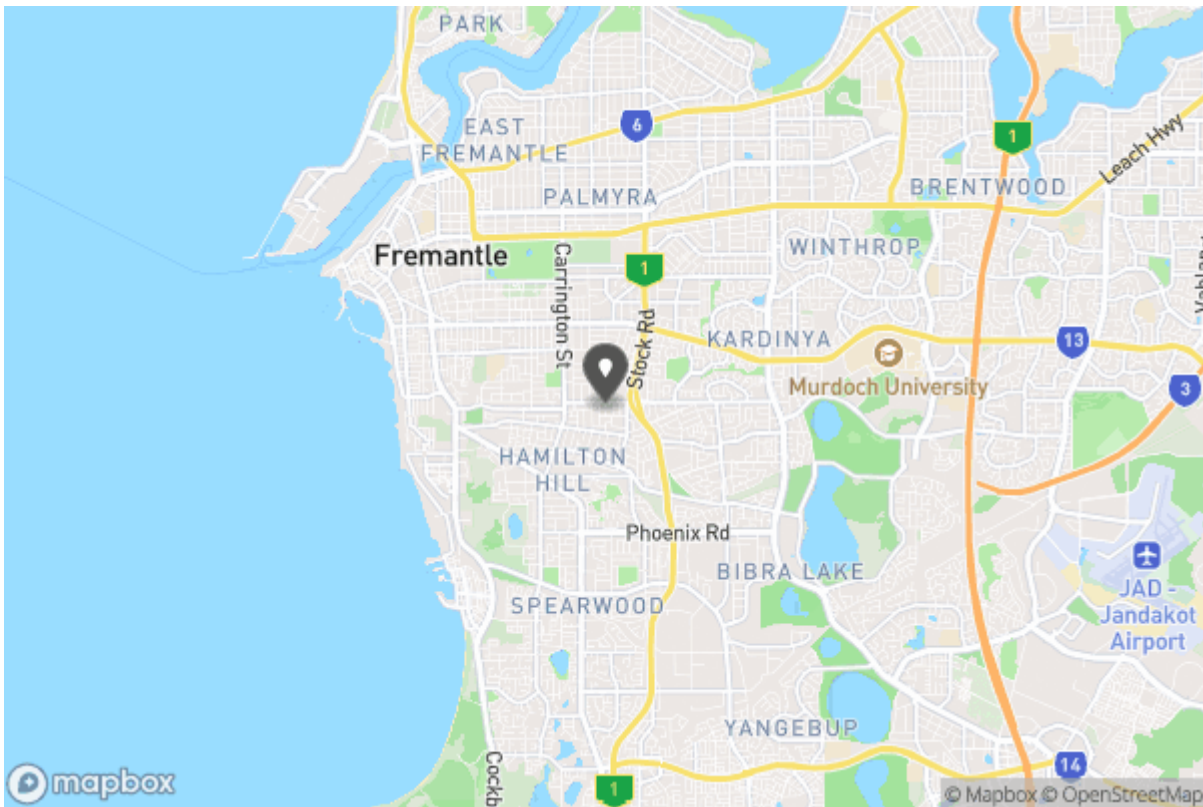 PARK
EAST
FREMANTLE
6
1
Leach Hwy
PALMYRA
BRENTWOOD
Fremantle
Carrington St
WINTHROP
1
Stock Rd
KARDINYA
13
Murdoch University
3
HAMILTON
HILL
Phoenix Rd
BIBRA LAKE
SPEARWOOD
JAD -
Jandakot
Airport
YANGEBUP
14
Cockb
1
mapbox
© Mapbox © OpenStreetMap